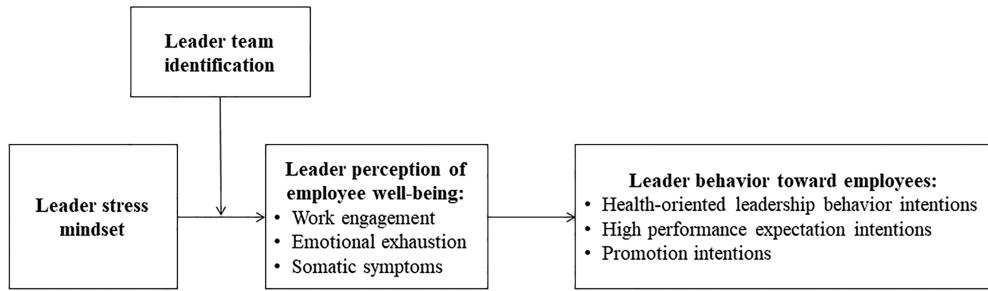 Leader team
identification
Leader stress
mindset
Leader perception of
employee well-being:
• Work engagement
• Emotional exhaustion
• Somatic symptoms
Leader behavior toward employees:
• Health-oriented leadership behavior intentions
• High performance expectation intentions
• Promotion intentions